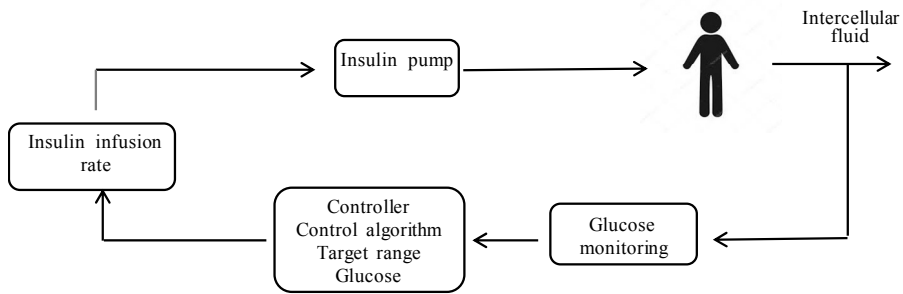 Intercellular
fluid
Insulin pump
Insulin infusion
rate
Controller
Control algorithm
Target range
Glucose
Glucose
monitoring